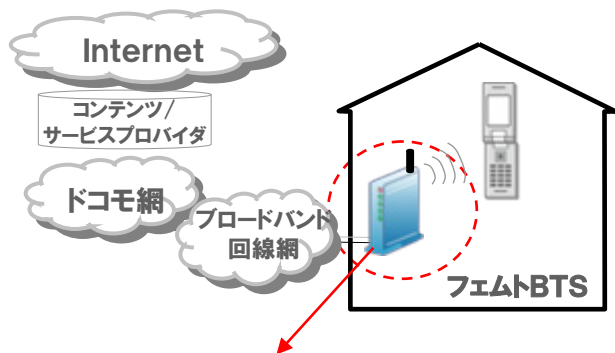 Internet
コンテンツ/
サービスプロバイダ
ドコモ網
ブロードバンド
回線網
フェムトBTS